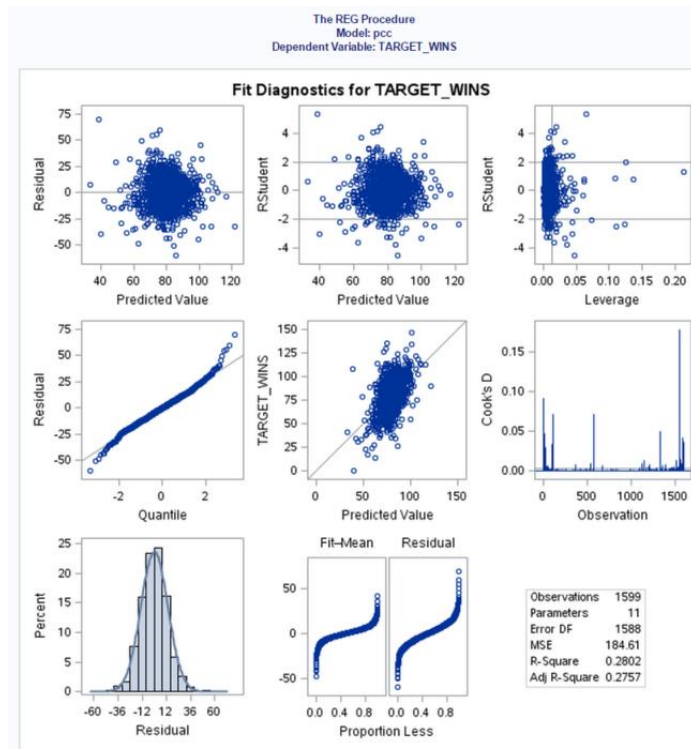 The REG Procedure
Model: pcc
Dependent Variable: TARGET_WINS
Fit Diagnostics for TARGET_WINS
75
50
25
0
-25
-50
Residual
40 60 80 100 120
Predicted Value
4
2
0
-2
-4
RStudent
40 60 80 100 120
Predicted Value
4
2
0
-2
-4
RStudent
0.00 0.05 0.10 0.15 0.20
Leverage
75
50
25
0
-25
-50
Residual
-2 0 2
Quantile
150
125
100
75
50
25
0
TARGET_WINS
0 50 100 150
Predicted Value
0.15
0.10
0.05
0.00
Cook's D
0 500 1000 1500
Observation
25
20
15
10
5
0
Percent
-60 -36 -12 12 36 60
Residual
Fit–Mean Residual
50
0
-50
0.0 0.4 0.8 0.0 0.4 0.8
Proportion Less
Observations 1599
Parameters 11
Error DF 1588
MSE 184.61
R-Square 0.2802
Adj R-Square 0.2757